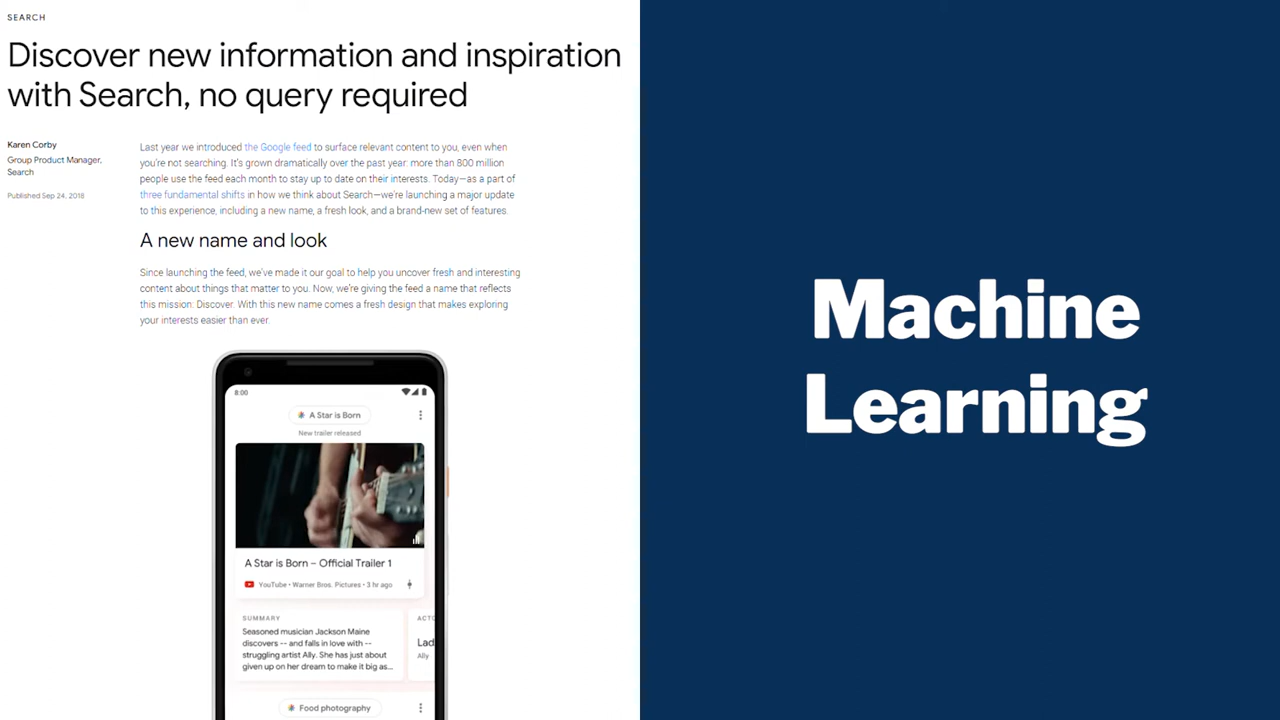 SEARCH
Discover new information and inspiration
with Search, no query required
Karen Corby
Group Product Manager,
Search
Published Sep 24, 2018
Last year we introduced the Google feed to surface relevant content to you, even when
you're not searching. It's grown dramatically over the past year: more than 800 million
people use the feed each month to stay up to date on their interests. Today—as a part of
three fundamental shifts in how we think about Search—we're launching a major update
to this experience, including a new name, a fresh look, and a brand-new set of features.
A new name and look
Since launching the feed, we've made it our goal to help you uncover fresh and interesting
content about things that matter to you. Now, we're giving the feed a name that reflects
this mission: Discover. With this new name comes a fresh design that makes exploring
your interests easier than ever.
8:00
A Star is Born
New trailer released
A Star is Born – Official Trailer 1
YouTube • Warner Bros. Pictures • 3 hr ago
SUMMARY
Seasoned musician Jackson Maine
discovers -- and falls in love with --
struggling artist Ally. She has just about
given up on her dream to make it big as...
ACTO
Lad
Ally
Food photography
Machine
Learning